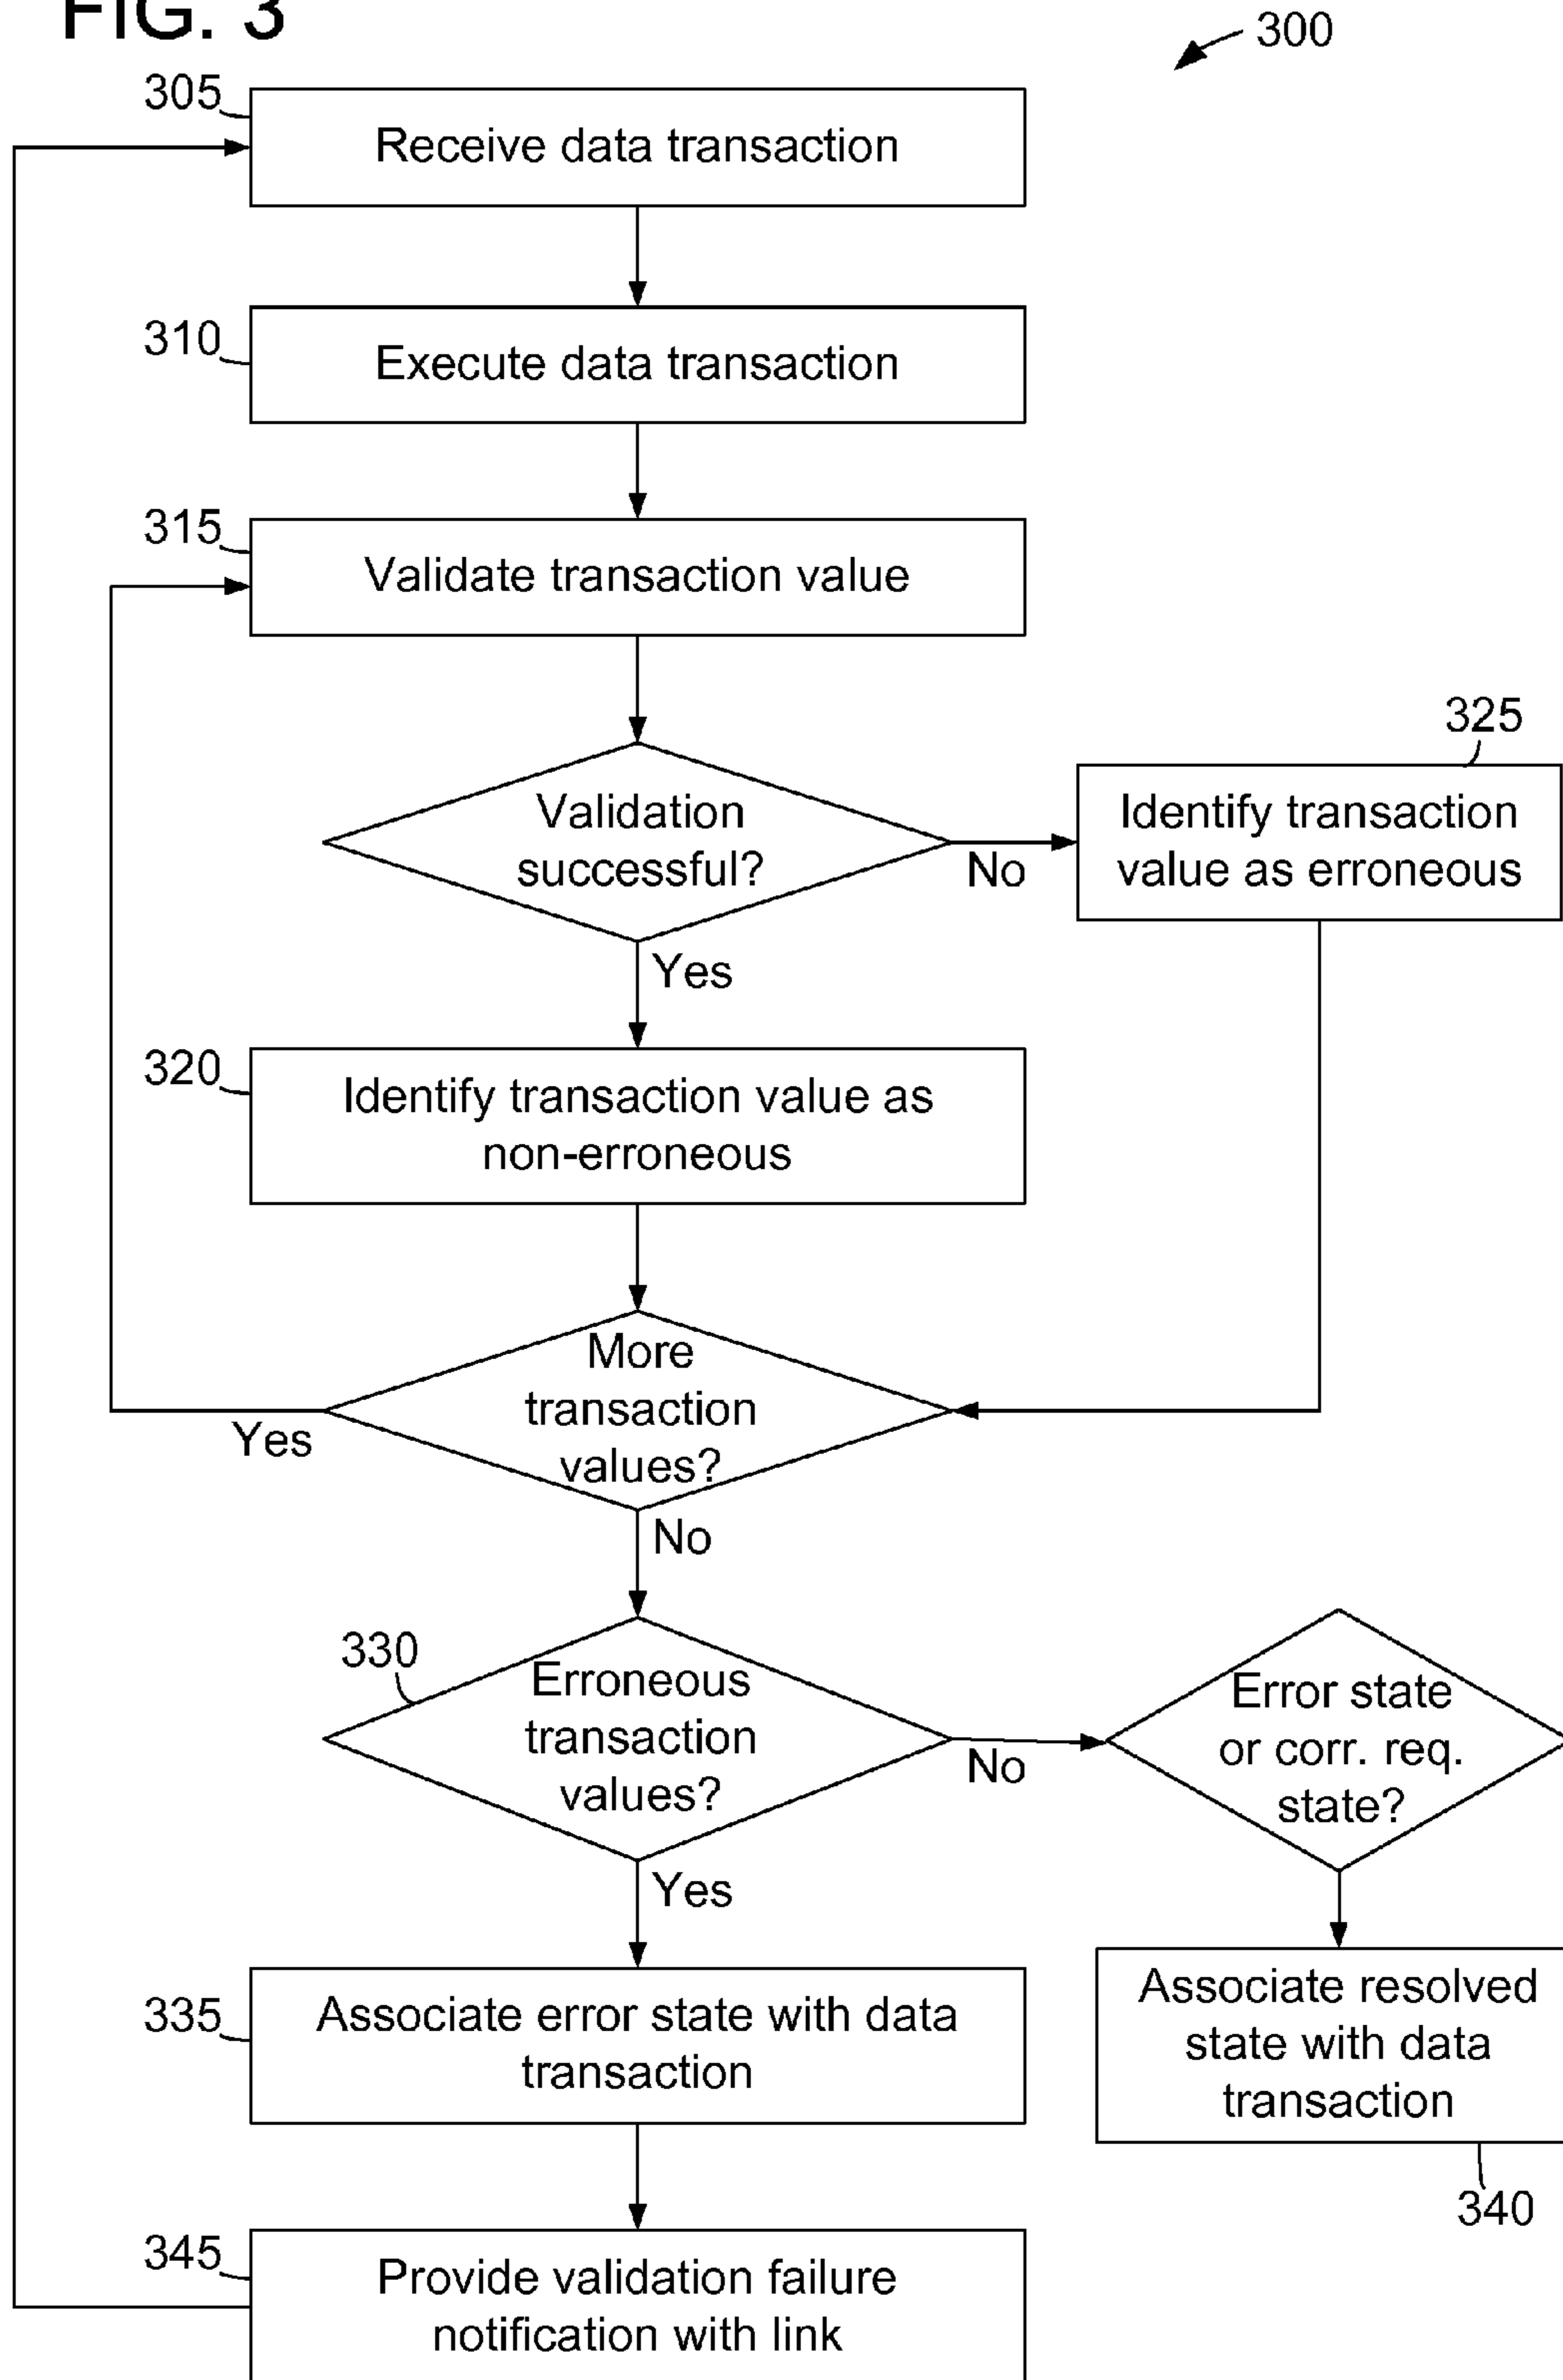 FIG. 3
300
305
Receive data transaction
310
Execute data transaction
315
Validate transaction value
Validation
successful?
No
325
Identify transaction
value as erroneous
Yes
320
Identify transaction value as
non-erroneous
More
transaction
values?
Yes
No
330
Erroneous
transaction
values?
No
Error state
or corr. req.
state?
Yes
335
Associate error state with data
transaction
Associate resolved
state with data
transaction
340
345
Provide validation failure
notification with link